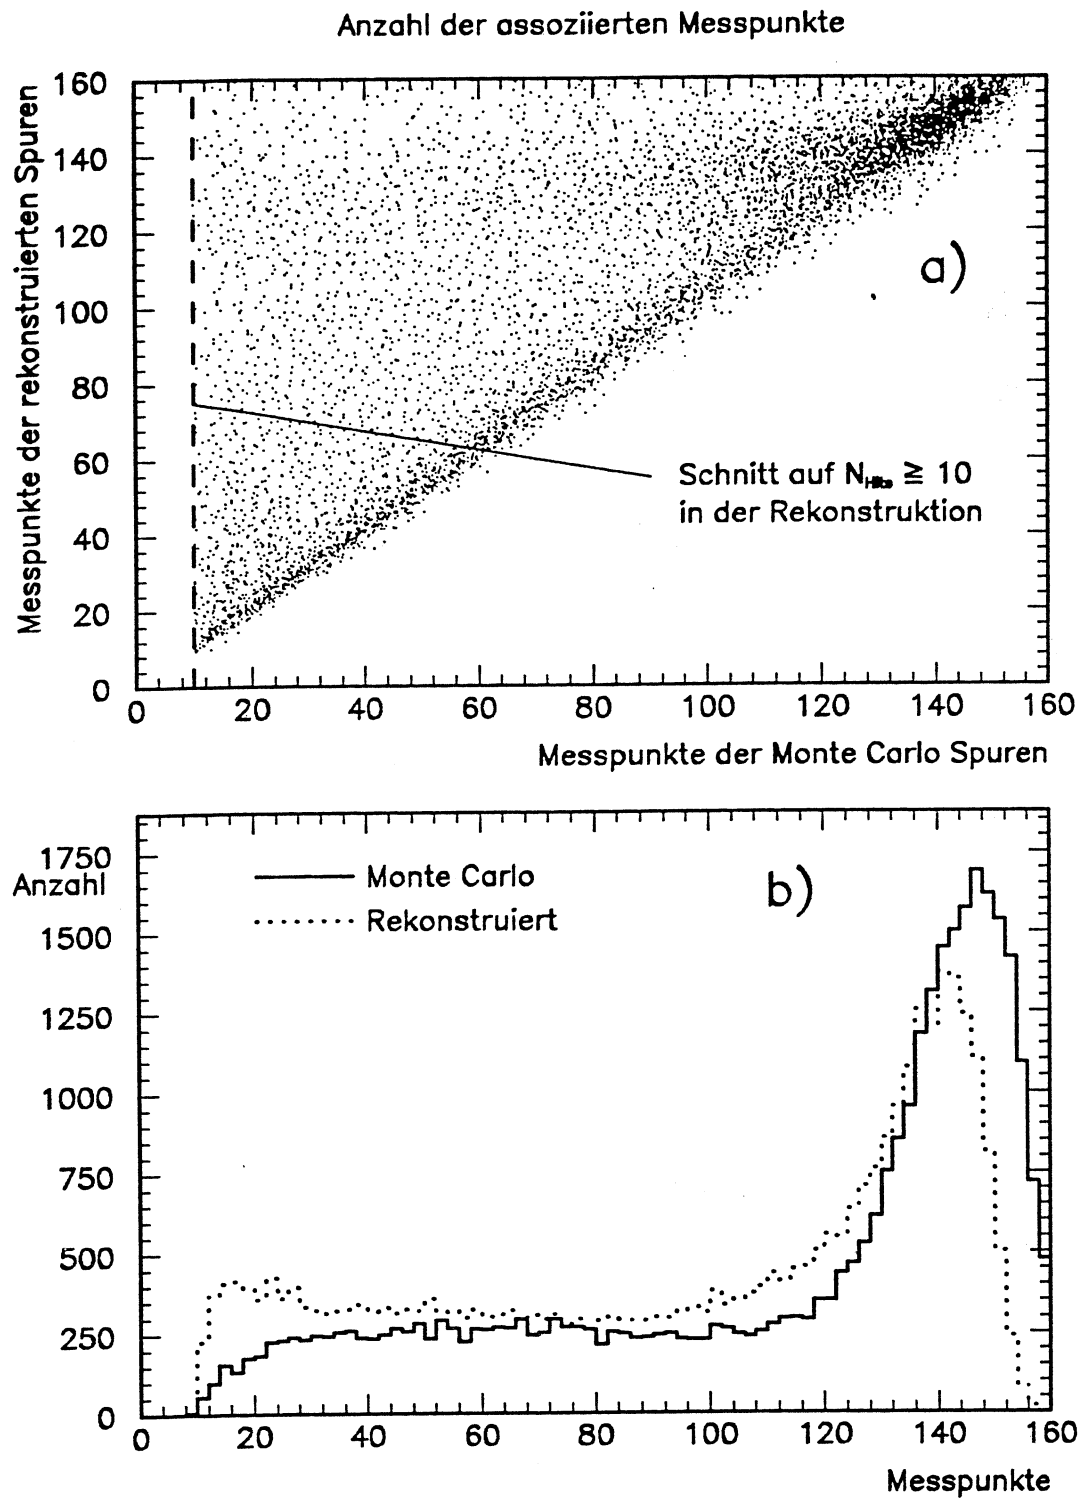 Anzahl der assoziierten Messpunkte
Messpunkte der rekonstruierten Spuren
160
140
120
100
80
60
40
20
0
a)
Schnitt auf N_Hits ≧ 10
in der Rekonstruktion
0 20 40 60 80 100 120 140 160
Messpunkte der Monte Carlo Spuren
1750
Anzahl
1500
1250
1000
750
500
250
0
Monte Carlo
Rekonstruiert
b)
0 20 40 60 80 100 120 140 160
Messpunkte